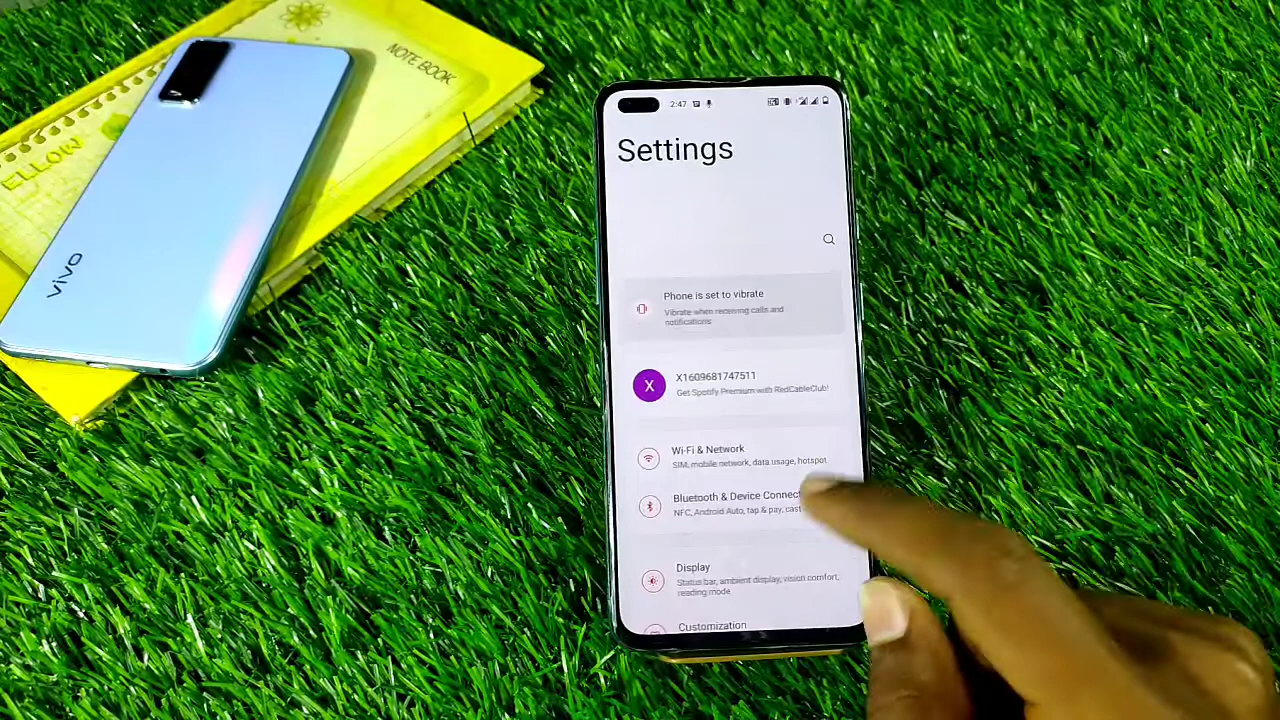 NOTE BOOK
ELLOW
vivo
2:47
Settings
Phone is set to vibrate
Vibrate when receiving calls and
notifications
X
X1609681747511
Get Spotify Premium with RedCableClub!
Wi-Fi & Network
SIM, mobile network, data usage, hotspot
Bluetooth & Device Connect
NFC, Android Auto, tap & pay, cast
Display
Status bar, ambient display, vision comfort,
reading mode
Customization